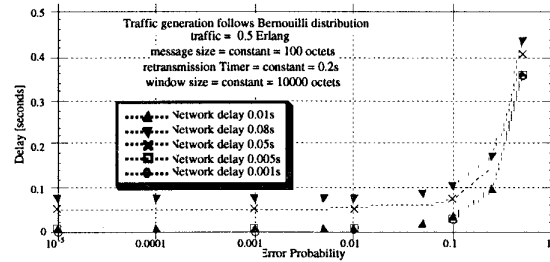 Traffic generation follows Bernouilli distribution
traffic = 0.5 Erlang
message size = constant = 100 octets
retransmission Timer = constant = 0.2s
window size = constant = 10000 octets
Network delay 0.01s
Network delay 0.08s
Network delay 0.05s
Network delay 0.005s
Network delay 0.001s
Delay [seconds]
0.5
0.4
0.3
0.2
0.1
0
0.0001
0.001
0.01
0.1
1
Error Probability